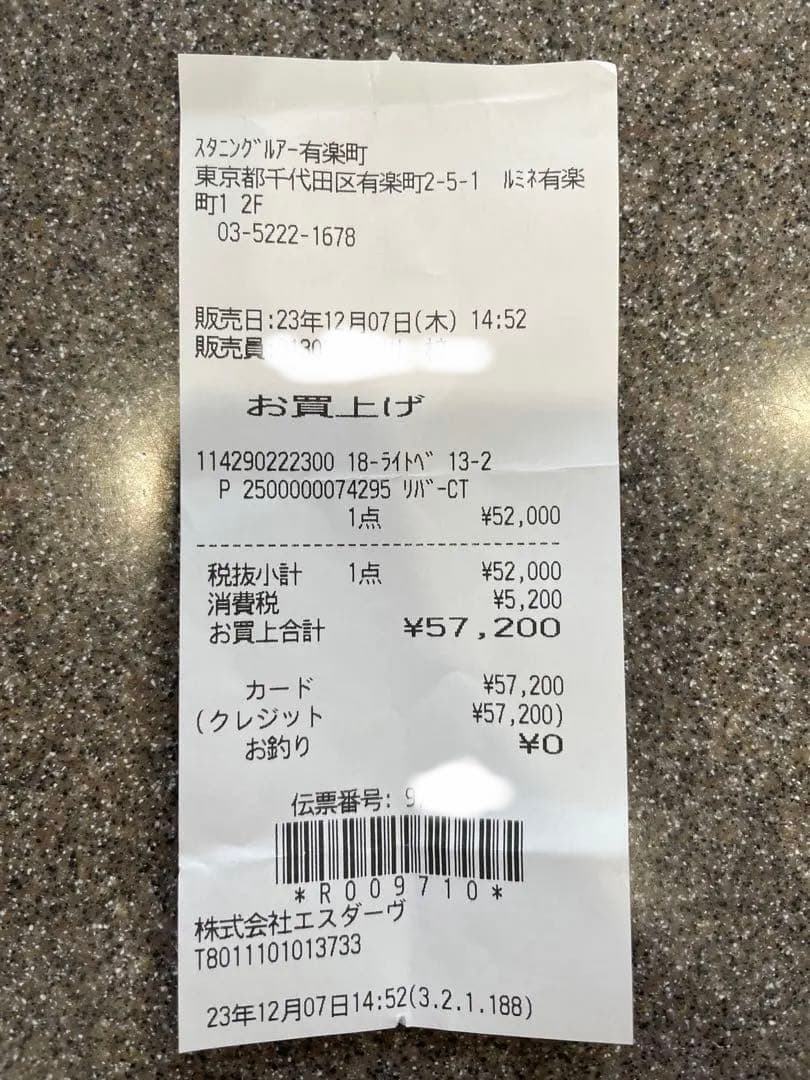 ｽﾀﾆﾝｸﾞﾙｱｰ有楽町
東京都千代田区有楽町2-5-1 ﾙﾐﾈ有楽
町1 2F
03-5222-1678
販売日:23年12月07日(木) 14:52
販売員
お買上げ
114290222300 18-ﾗｲﾄﾍﾞ 13-2
P 2500000074295 ﾘﾊﾞｰCT
1点 ¥52,000
税抜小計 1点 ¥52,000
消費税 ¥5,200
お買上合計 ¥57,200
カード ¥57,200
(クレジット ¥57,200)
お釣り ¥0
伝票番号: 9
*R009710*
株式会社エスダーヴ
T8011101013733
23年12月07日14:52(3.2.1.188)